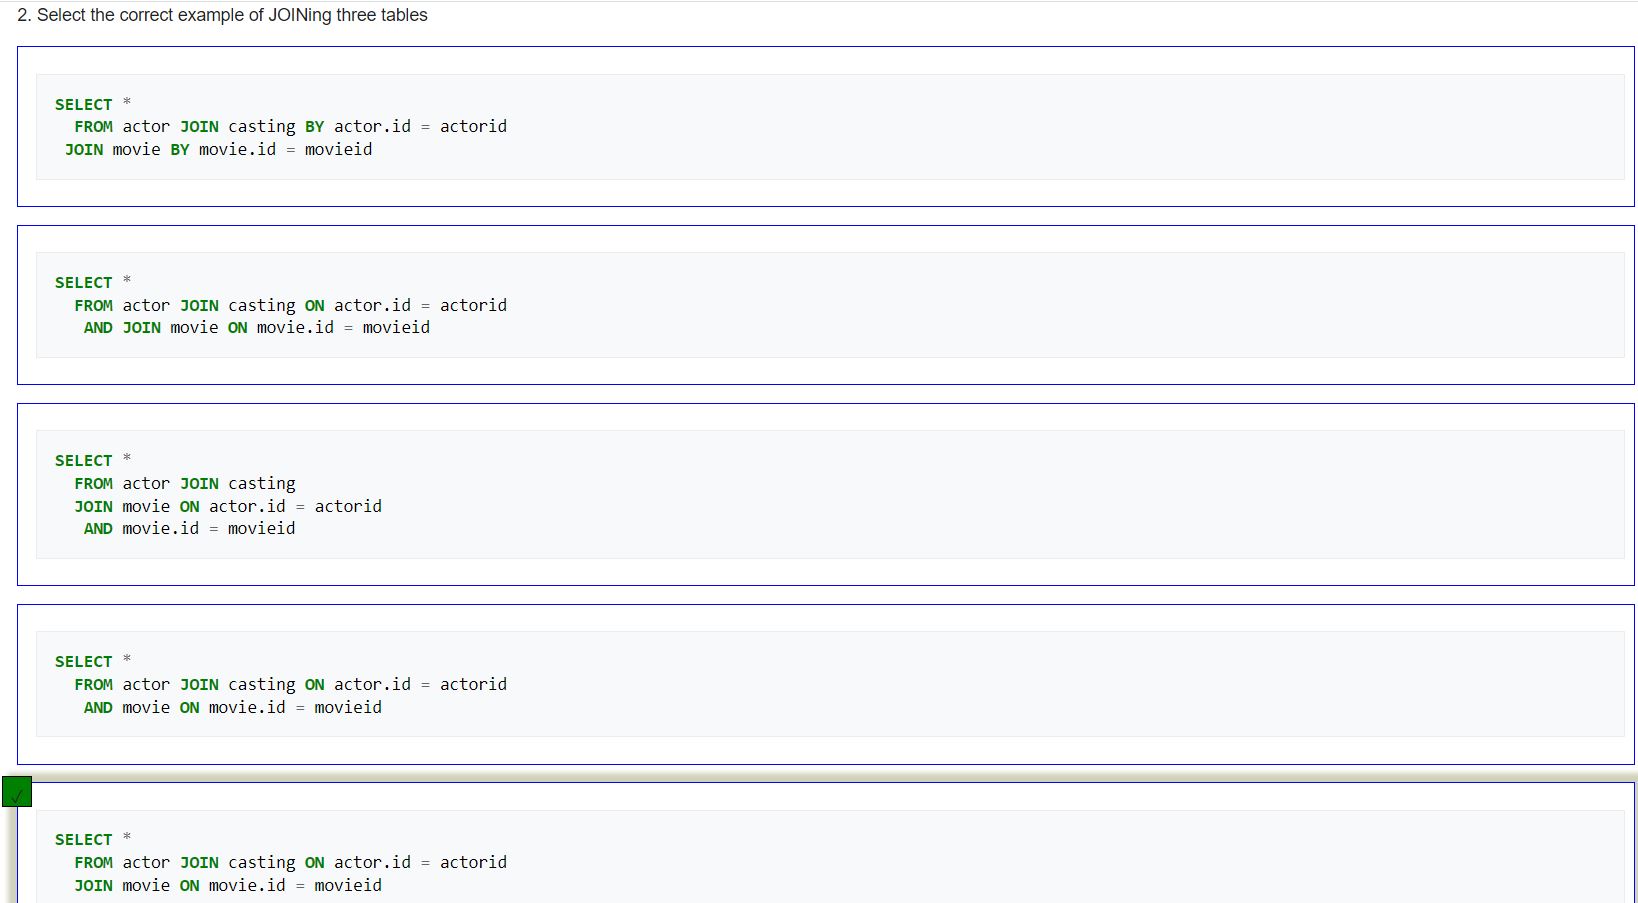 2. Select the correct example of JOINing three tables
SELECT *
FROM actor JOIN casting BY actor.id = actorid
JOIN movie BY movie.id = movieid
SELECT *
FROM actor JOIN casting ON actor.id = actorid
AND JOIN movie ON movie.id = movieid
SELECT *
FROM actor JOIN casting
JOIN movie ON actor.id = actorid
AND movie.id = movieid
SELECT *
FROM actor JOIN casting ON actor.id = actorid
AND movie ON movie.id = movieid
✓
SELECT *
FROM actor JOIN casting ON actor.id = actorid
JOIN movie ON movie.id = movieid